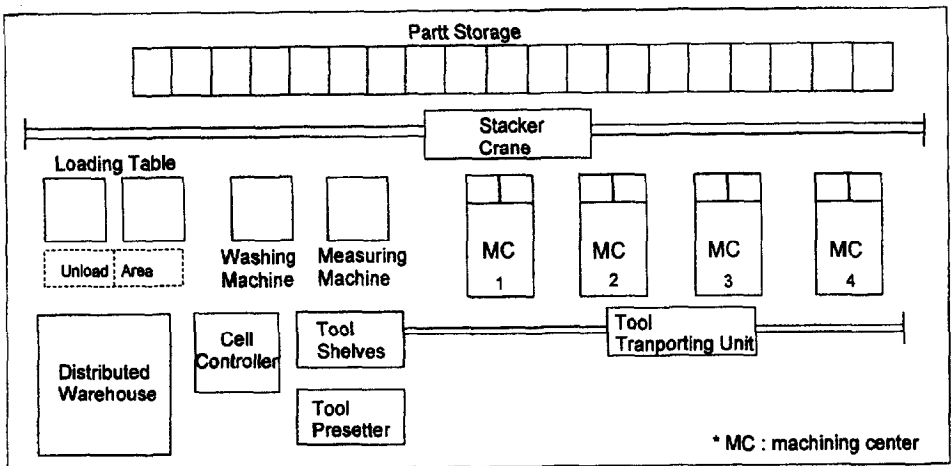 Partt Storage
Stacker
Crane
Loading Table
Unload Area
Washing
Machine
Measuring
Machine
MC
1
MC
2
MC
3
MC
4
Distributed
Warehouse
Cell
Controller
Tool
Shelves
Tool
Presetter
Tool
Tranporting Unit
* MC : machining center